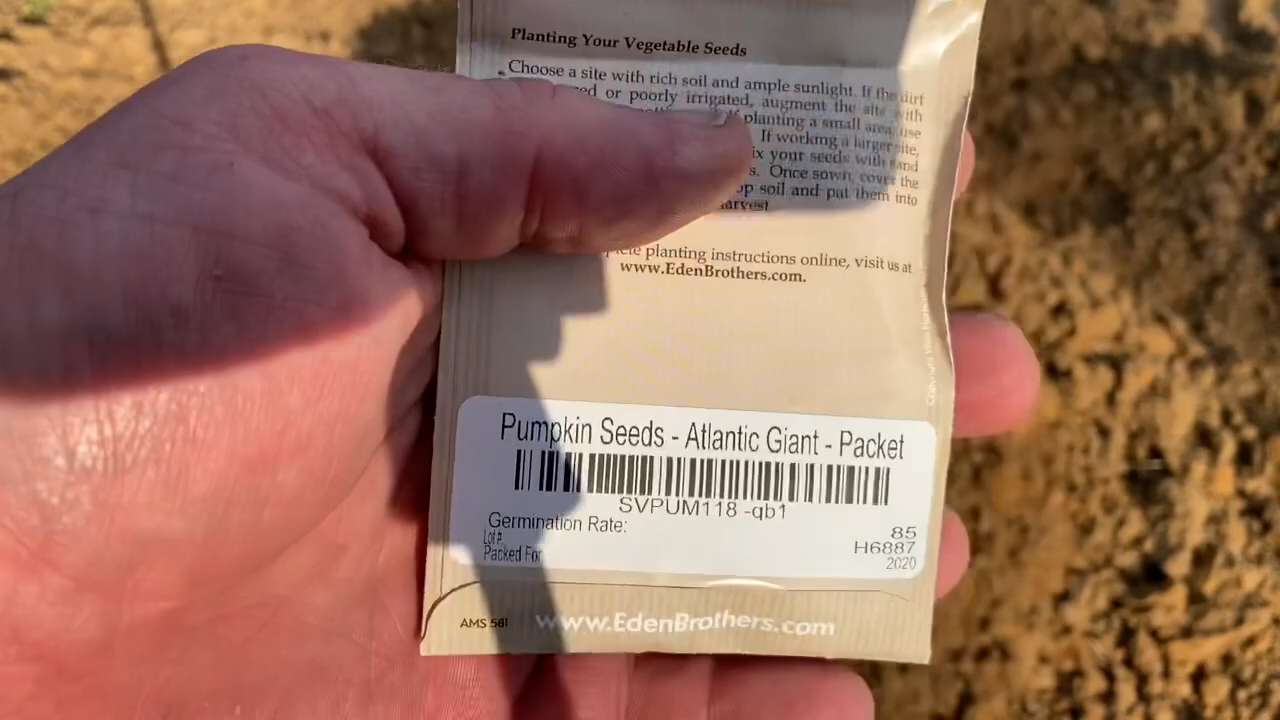 Planting Your Vegetable Seeds
Choose a site with rich soil and ample sunlight. If the dirt
or poorly irrigated, augment the site with
If planting a small area, use
If working a larger site,
your seeds with sand
Once sown, cover the
soil and pat them into
planting instructions online, visit us at
www.EdenBrothers.com.
Pumpkin Seeds - Atlantic Giant - Packet
SVPUM118 -qb1
Germination Rate: 85
Lot #: H6887
Packed For 2020
AMS 561 www.EdenBrothers.com